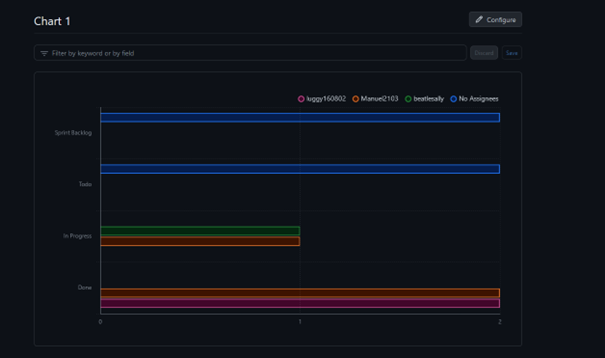 Chart 1
Configure
Filter by keyword or by field
Discard
Save
luggy160802
Manuel2103
beatlesally
No Assignees
Sprint Backlog
Todo
In Progress
Done
0
1
2